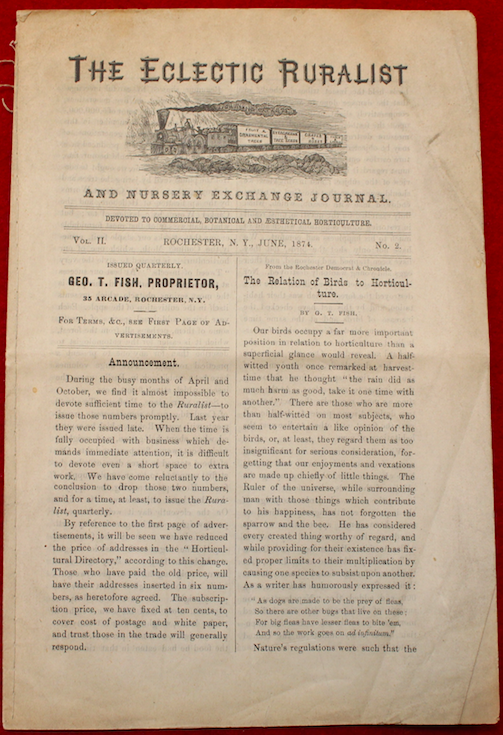 THE ECLECTIC RURALIST
FRUIT &
ORNAMENTAL
TREES
AND NURSERY EXCHANGE JOURNAL.
DEVOTED TO COMMERCIAL, BOTANICAL AND ÆSTHETICAL HORTICULTURE.
VOL. II.
ROCHESTER, N. Y., JUNE, 1874.
NO. 2.
ISSUED QUARTERLY.
GEO. T. FISH, PROPRIETOR,
35 ARCADE, ROCHESTER, N.Y.
FOR TERMS, &C., SEE FIRST PAGE OF AD-
VERTISEMENTS.
Announcement.
During the busy months of April and
October, we find it almost impossible to
devote sufficient time to the Ruralist—to
issue those numbers promptly. Last year
they were issued late. When the time is
fully occupied with business which de-
mands immediate attention, it is difficult
to devote even a short space to extra
work. We have come reluctantly to the
conclusion to drop those two numbers,
and for a time, at least, to issue the Rura-
list, quarterly.
By reference to the first page of adver-
tisements, it will be seen we have reduced
the price of addresses in the "Horticul-
tural Directory," according to this change.
Those who have paid the old price, will
have their addresses inserted in six num-
bers, as heretofore agreed. The subscrip-
tion price, we have fixed at ten cents, to
cover cost of postage and white paper,
and trust those in the trade will generally
respond.
From the Rochester Democrat & Chronicle.
The Relation of Birds to Horticul-
ture.
BY G. T. FISH.
Our birds occupy a far more important
position in relation to horticulture than a
superficial glance would reveal. A half-
witted youth once remarked at harvest-
time that he thought "the rain did as
much harm as good, take it one time with
another." There are those who are more
than half-witted on most subjects, who
seem to entertain a like opinion of the
birds, or, at least, they regard them as too
insignificant for serious consideration, for-
getting that our enjoyments and vexations
are made up chiefly of little things. The
Ruler of the universe, while surrounding
man with those things which contribute
to his happiness, has not forgotten the
sparrow and the bee. He has considered
every created thing worthy of regard, and
while providing for their existence has fix-
ed proper limits to their multiplication by
causing one species to subsist upon another.
As a writer has humorously expressed it:
"As dogs are made to be the prey of fleas,
So there are other bugs that live on these:
For big fleas have lesser fleas to bite 'em,
And so the work goes on ad infinitem."
Nature's regulations were such that the